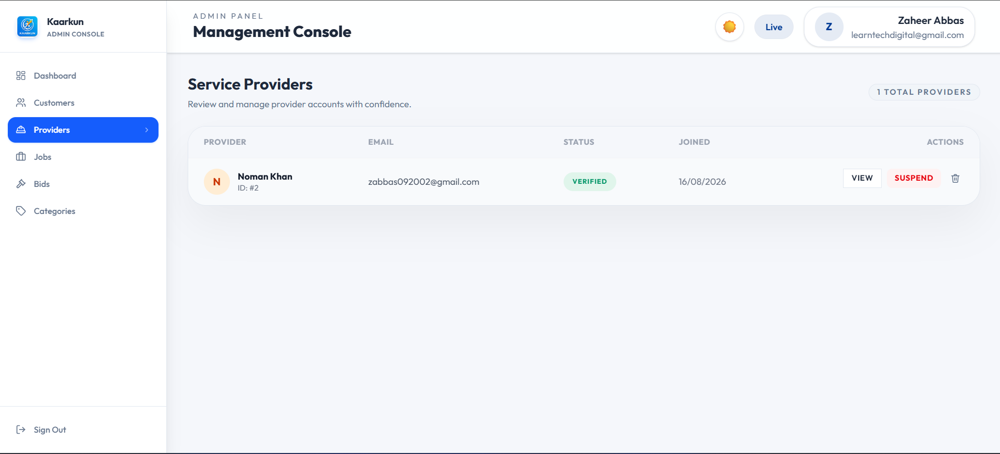 Kaarkun
ADMIN CONSOLE
KAARKUN
Dashboard
Customers
Providers
Jobs
Bids
Categories
Sign Out
ADMIN PANEL
Management Console
Live
Z
Zaheer Abbas
learntechdigital@gmail.com
Service Providers
Review and manage provider accounts with confidence.
1 TOTAL PROVIDERS
PROVIDER EMAIL STATUS JOINED ACTIONS
N
Noman Khan
ID: #2
zabbas092002@gmail.com
VERIFIED
16/08/2026
VIEW
SUSPEND